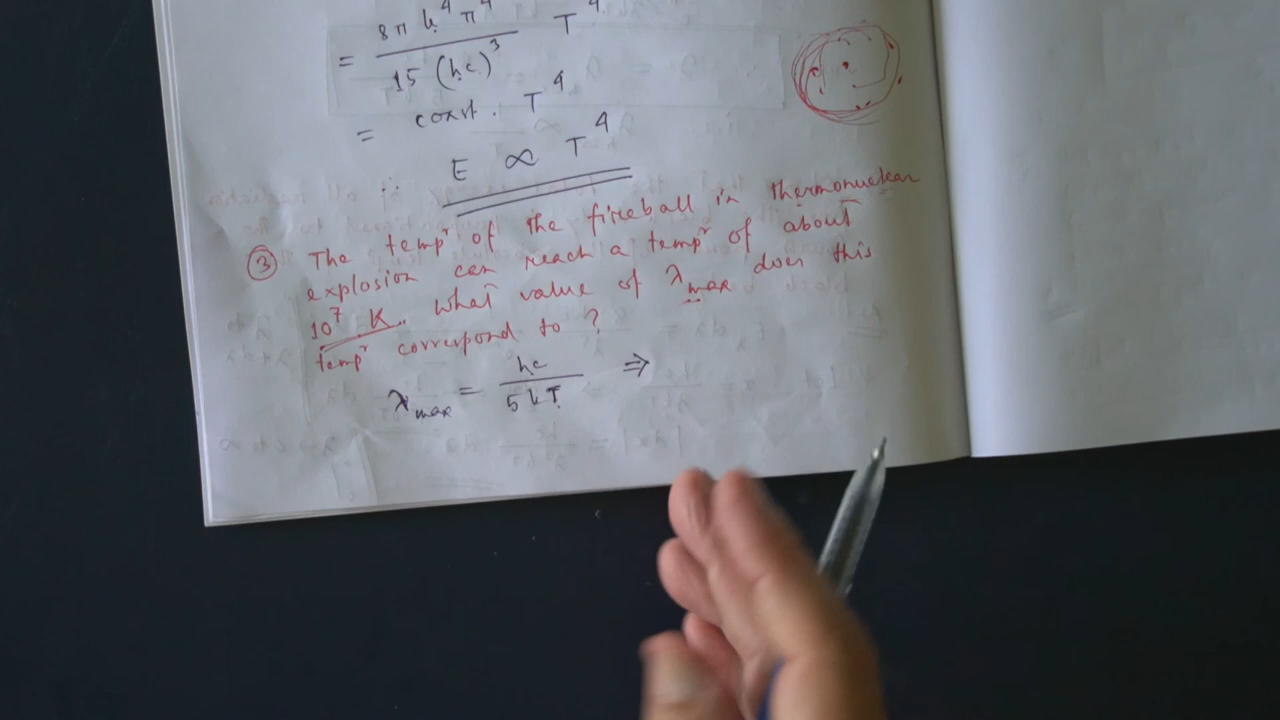 = 8π k⁴ π⁴ / 15 (hc)³ T⁴
= const. T⁴
E ∝ T⁴
③ The tempʳ of the fireball in thermonuclear
explosion can reach a tempʳ of about
10⁷ K. What value of λmax does this
tempʳ correspond to ?
λmax = hc / 5kT ⇒